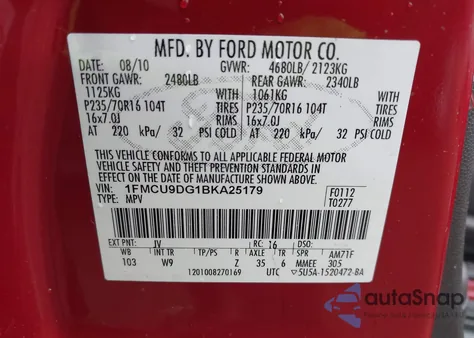 MFD. BY FORD MOTOR CO.
DATE: 08/10 GVWR: 4680LB/ 2123KG
FRONT GAWR: 2480LB REAR GAWR: 2340LB
1125KG WITH 1061KG WITH
P235/70R16 104T TIRES P235/70R16 104T TIRES
16x7.0J RIMS 16x7.0J RIMS
AT 220 kPa/ 32 PSI COLD AT 220 kPa/ 32 PSI COLD
THIS VEHICLE CONFORMS TO ALL APPLICABLE FEDERAL MOTOR
VEHICLE SAFETY AND THEFT PREVENTION STANDARDS IN EFFECT ON
THE DATE OF MANUFACTURE SHOWN ABOVE.
VIN: 1FMCU9DG1BKA25179 F0112
TYPE: MPV T0277
EXT PNT: JV RC: 16 DSO:
WB INT TR TP/PS R AXLE TR SPR AM71F
103 W9 Z 35 6 MMEE 305
1201008270169 UTC 5U5A-1520472-BA
autoSnap